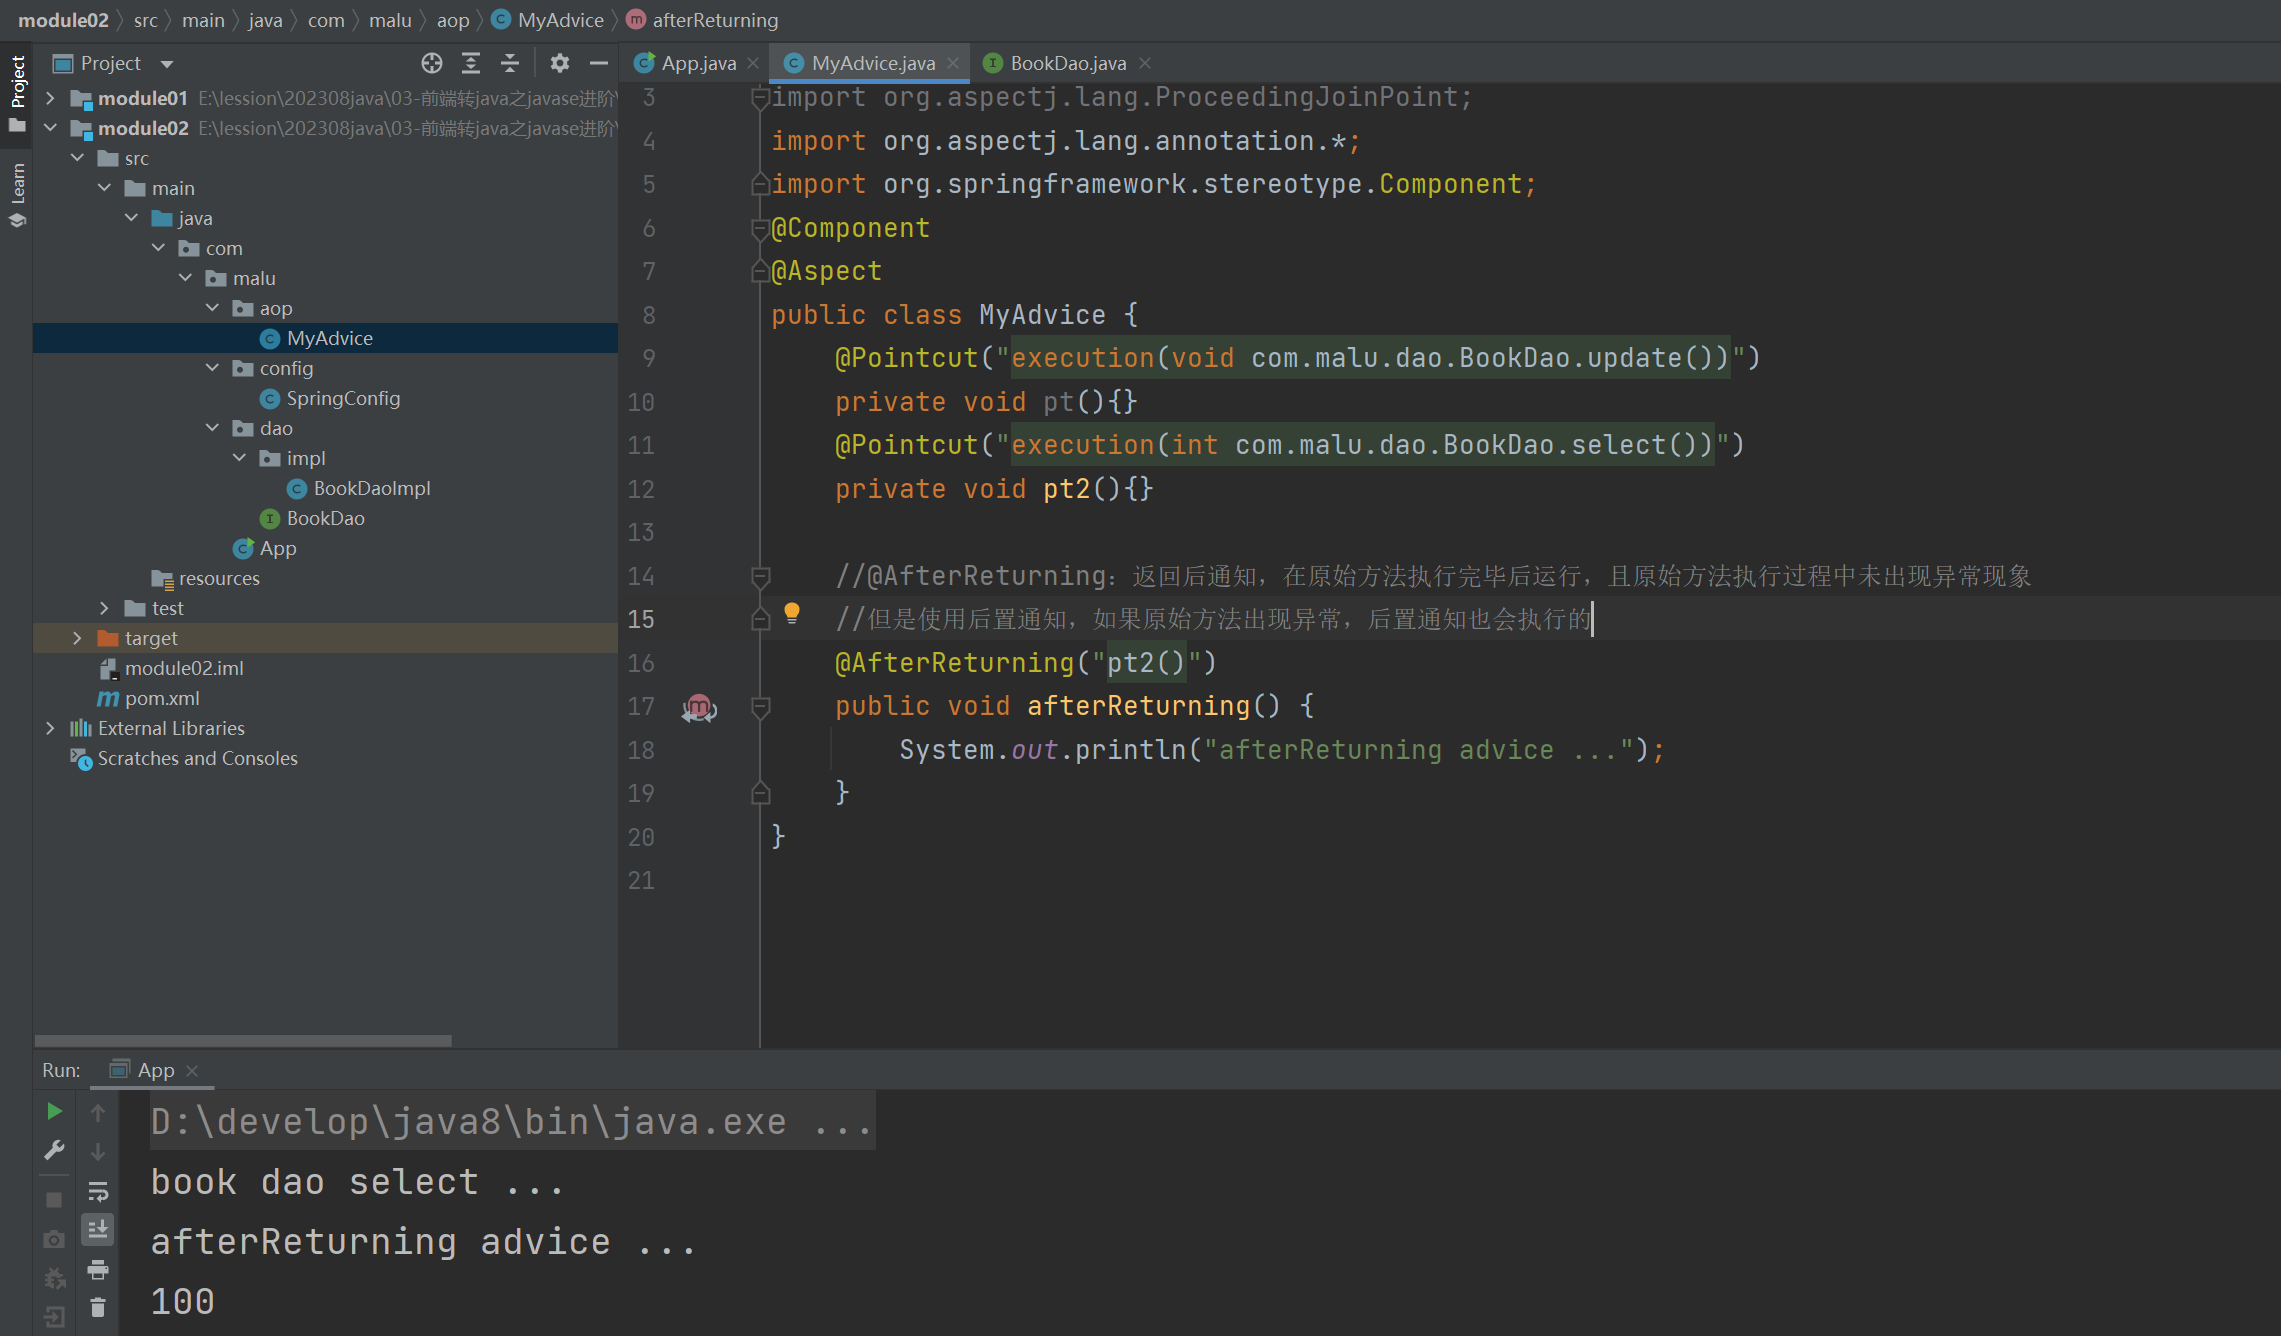 module02 src main java com malu aop MyAdvice afterReturning
Project
App.java MyAdvice.java BookDao.java
Project
Learn
module01 E:\lession\202308java\03-前端转java之javase进阶\
module02 E:\lession\202308java\03-前端转java之javase进阶\
src
main
java
com
malu
aop
MyAdvice
config
SpringConfig
dao
impl
BookDaoImpl
BookDao
App
resources
test
target
module02.iml
pom.xml
External Libraries
Scratches and Consoles
3 import org.aspectj.lang.ProceedingJoinPoint;
4 import org.aspectj.lang.annotation.*;
5 import org.springframework.stereotype.Component;
6 @Component
7 @Aspect
8 public class MyAdvice {
9 @Pointcut("execution(void com.malu.dao.BookDao.update())")
10 private void pt(){}
11 @Pointcut("execution(int com.malu.dao.BookDao.select())")
12 private void pt2(){}
13
14 //@AfterReturning：返回后通知，在原始方法执行完毕后运行，且原始方法执行过程中未出现异常现象
15 //但是使用后置通知，如果原始方法出现异常，后置通知也会执行的
16 @AfterReturning("pt2()")
17 public void afterReturning() {
18 System.out.println("afterReturning advice ...");
19 }
20 }
21
Run: App
D:\develop\java8\bin\java.exe ...
book dao select ...
afterReturning advice ...
100